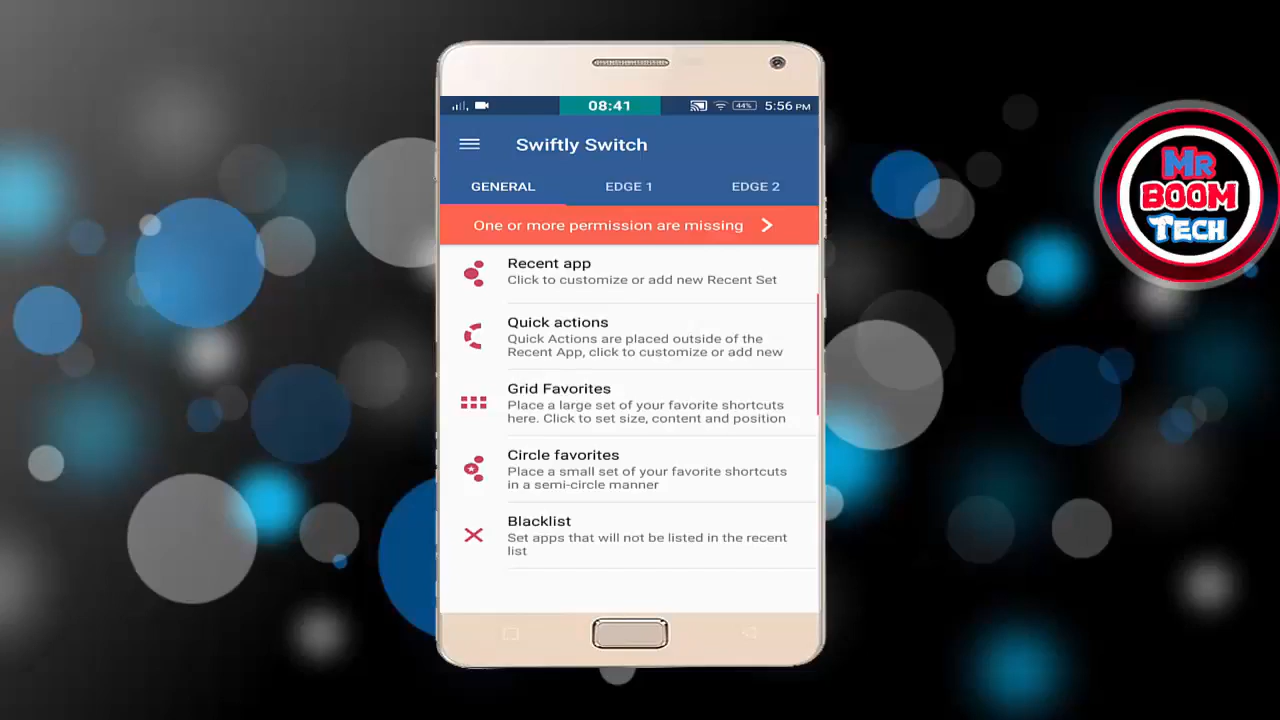 08:41
44%
5:56 PM
Swiftly Switch
GENERAL
EDGE 1
EDGE 2
One or more permission are missing
Recent app
Click to customize or add new Recent Set
Quick actions
Quick Actions are placed outside of the
Recent App, click to customize or add new
Grid Favorites
Place a large set of your favorite shortcuts
here. Click to set size, content and position
Circle favorites
Place a small set of your favorite shortcuts
in a semi-circle manner
Blacklist
Set apps that will not be listed in the recent
list
MR
BOOM
TECH